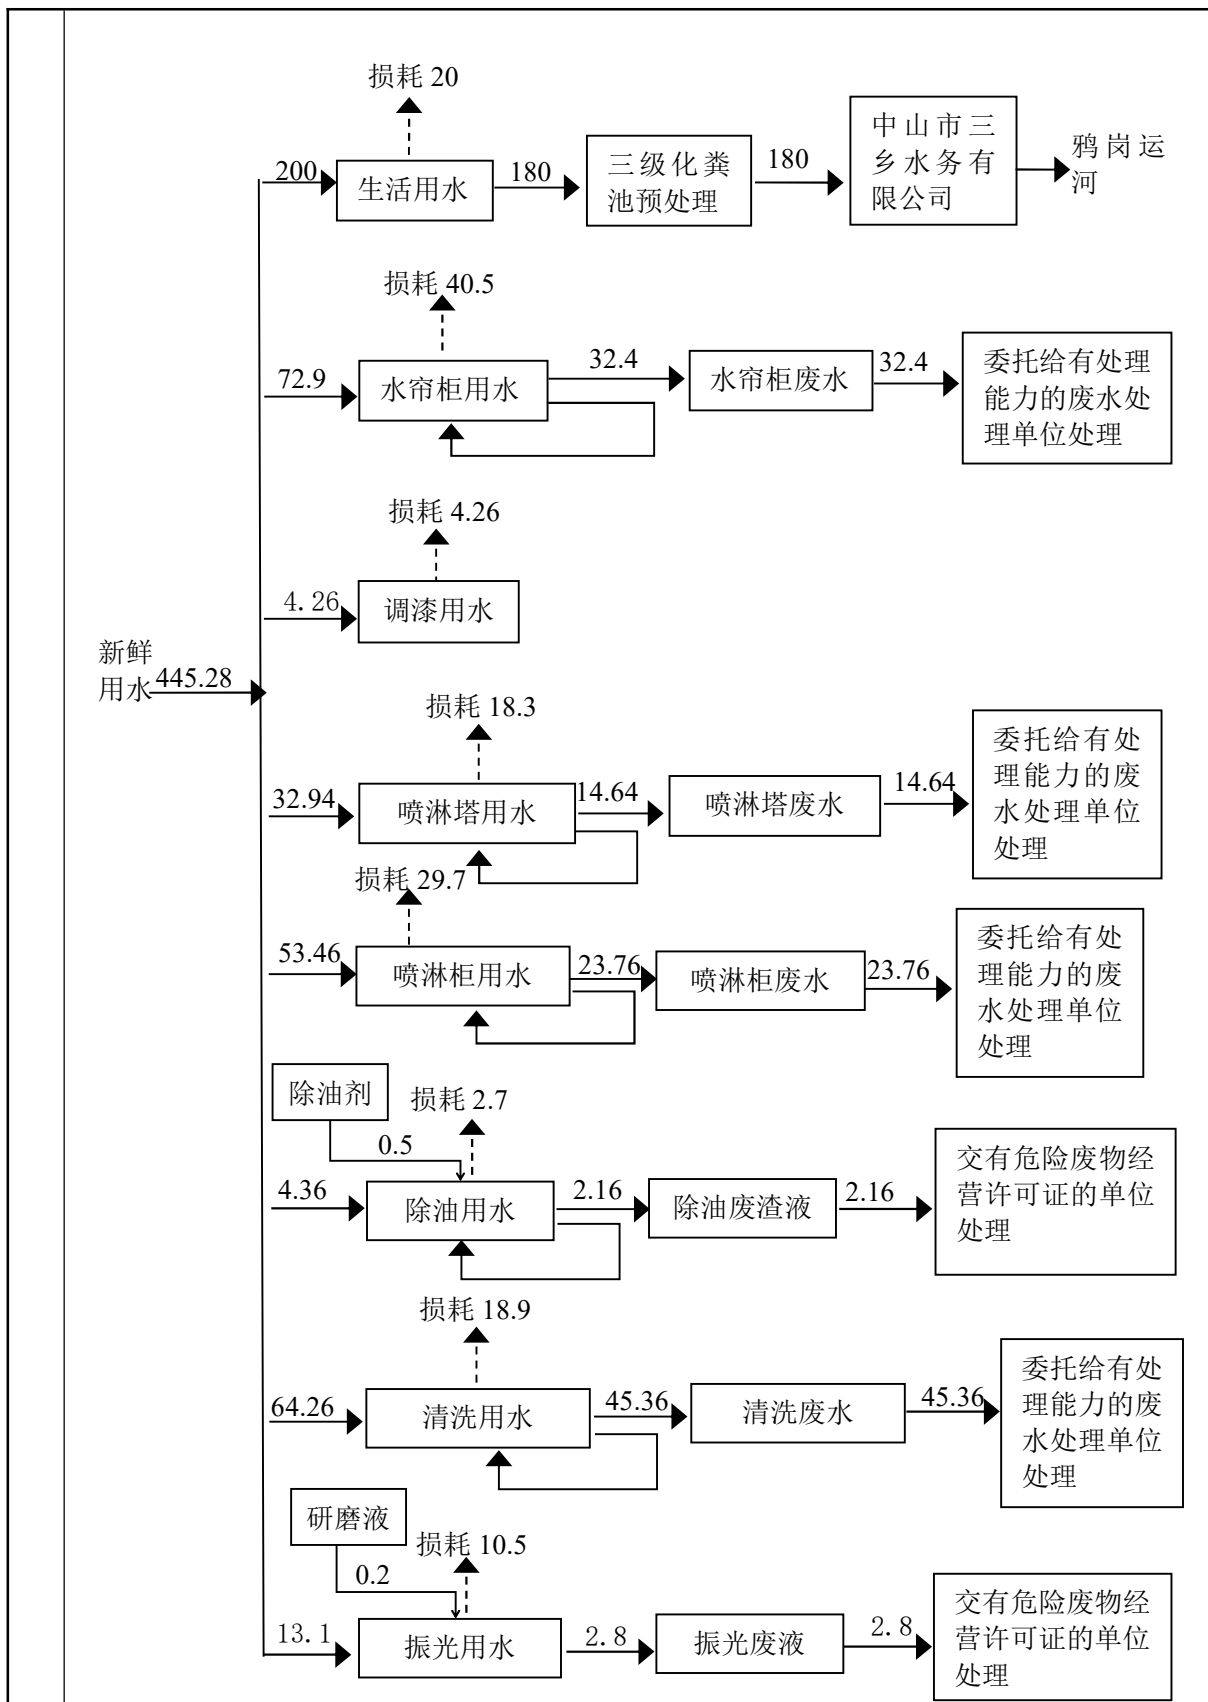 损耗 20
200
生活用水
180
三级化粪
池预处理
180
中山市三
乡水务有
限公司
鸦岗运
河
损耗 40.5
72.9
水帘柜用水
32.4
水帘柜废水
32.4
委托给有处理
能力的废水处
理单位处理
损耗 4.26
4.26
调漆用水
新鲜
用水
445.28
损耗 18.3
32.94
喷淋塔用水
14.64
喷淋塔废水
14.64
委托给有处
理能力的废
水处理单位
处理
损耗 29.7
53.46
喷淋柜用水
23.76
喷淋柜废水
23.76
委托给有处
理能力的废
水处理单位
处理
除油剂
0.5
损耗 2.7
4.36
除油用水
2.16
除油废渣液
2.16
交有危险废物经
营许可证的单位
处理
损耗 18.9
64.26
清洗用水
45.36
清洗废水
45.36
委托给有处
理能力的废
水处理单位
处理
研磨液
0.2
损耗 10.5
13.1
振光用水
2.8
振光废液
2.8
交有危险废物经
营许可证的单位
处理